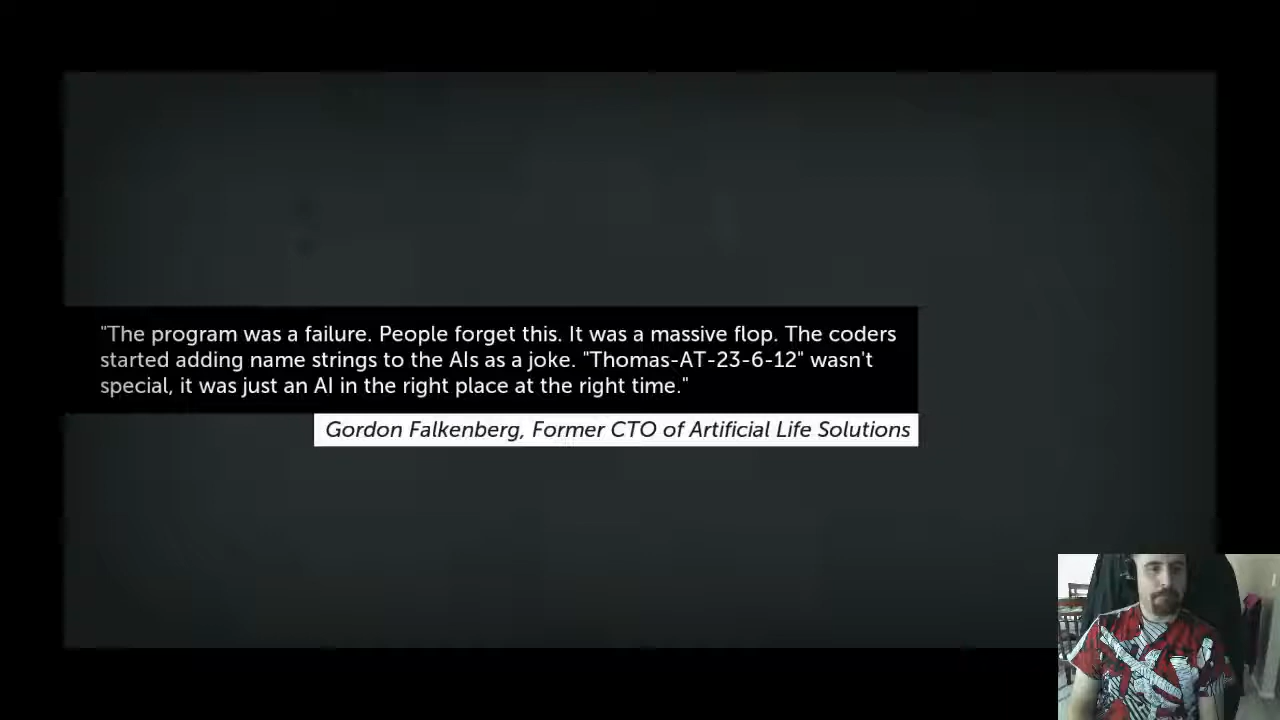 "The program was a failure. People forget this. It was a massive flop. The coders
started adding name strings to the AIs as a joke. "Thomas-AT-23-6-12" wasn't
special, it was just an AI in the right place at the right time."
Gordon Falkenberg, Former CTO of Artificial Life Solutions